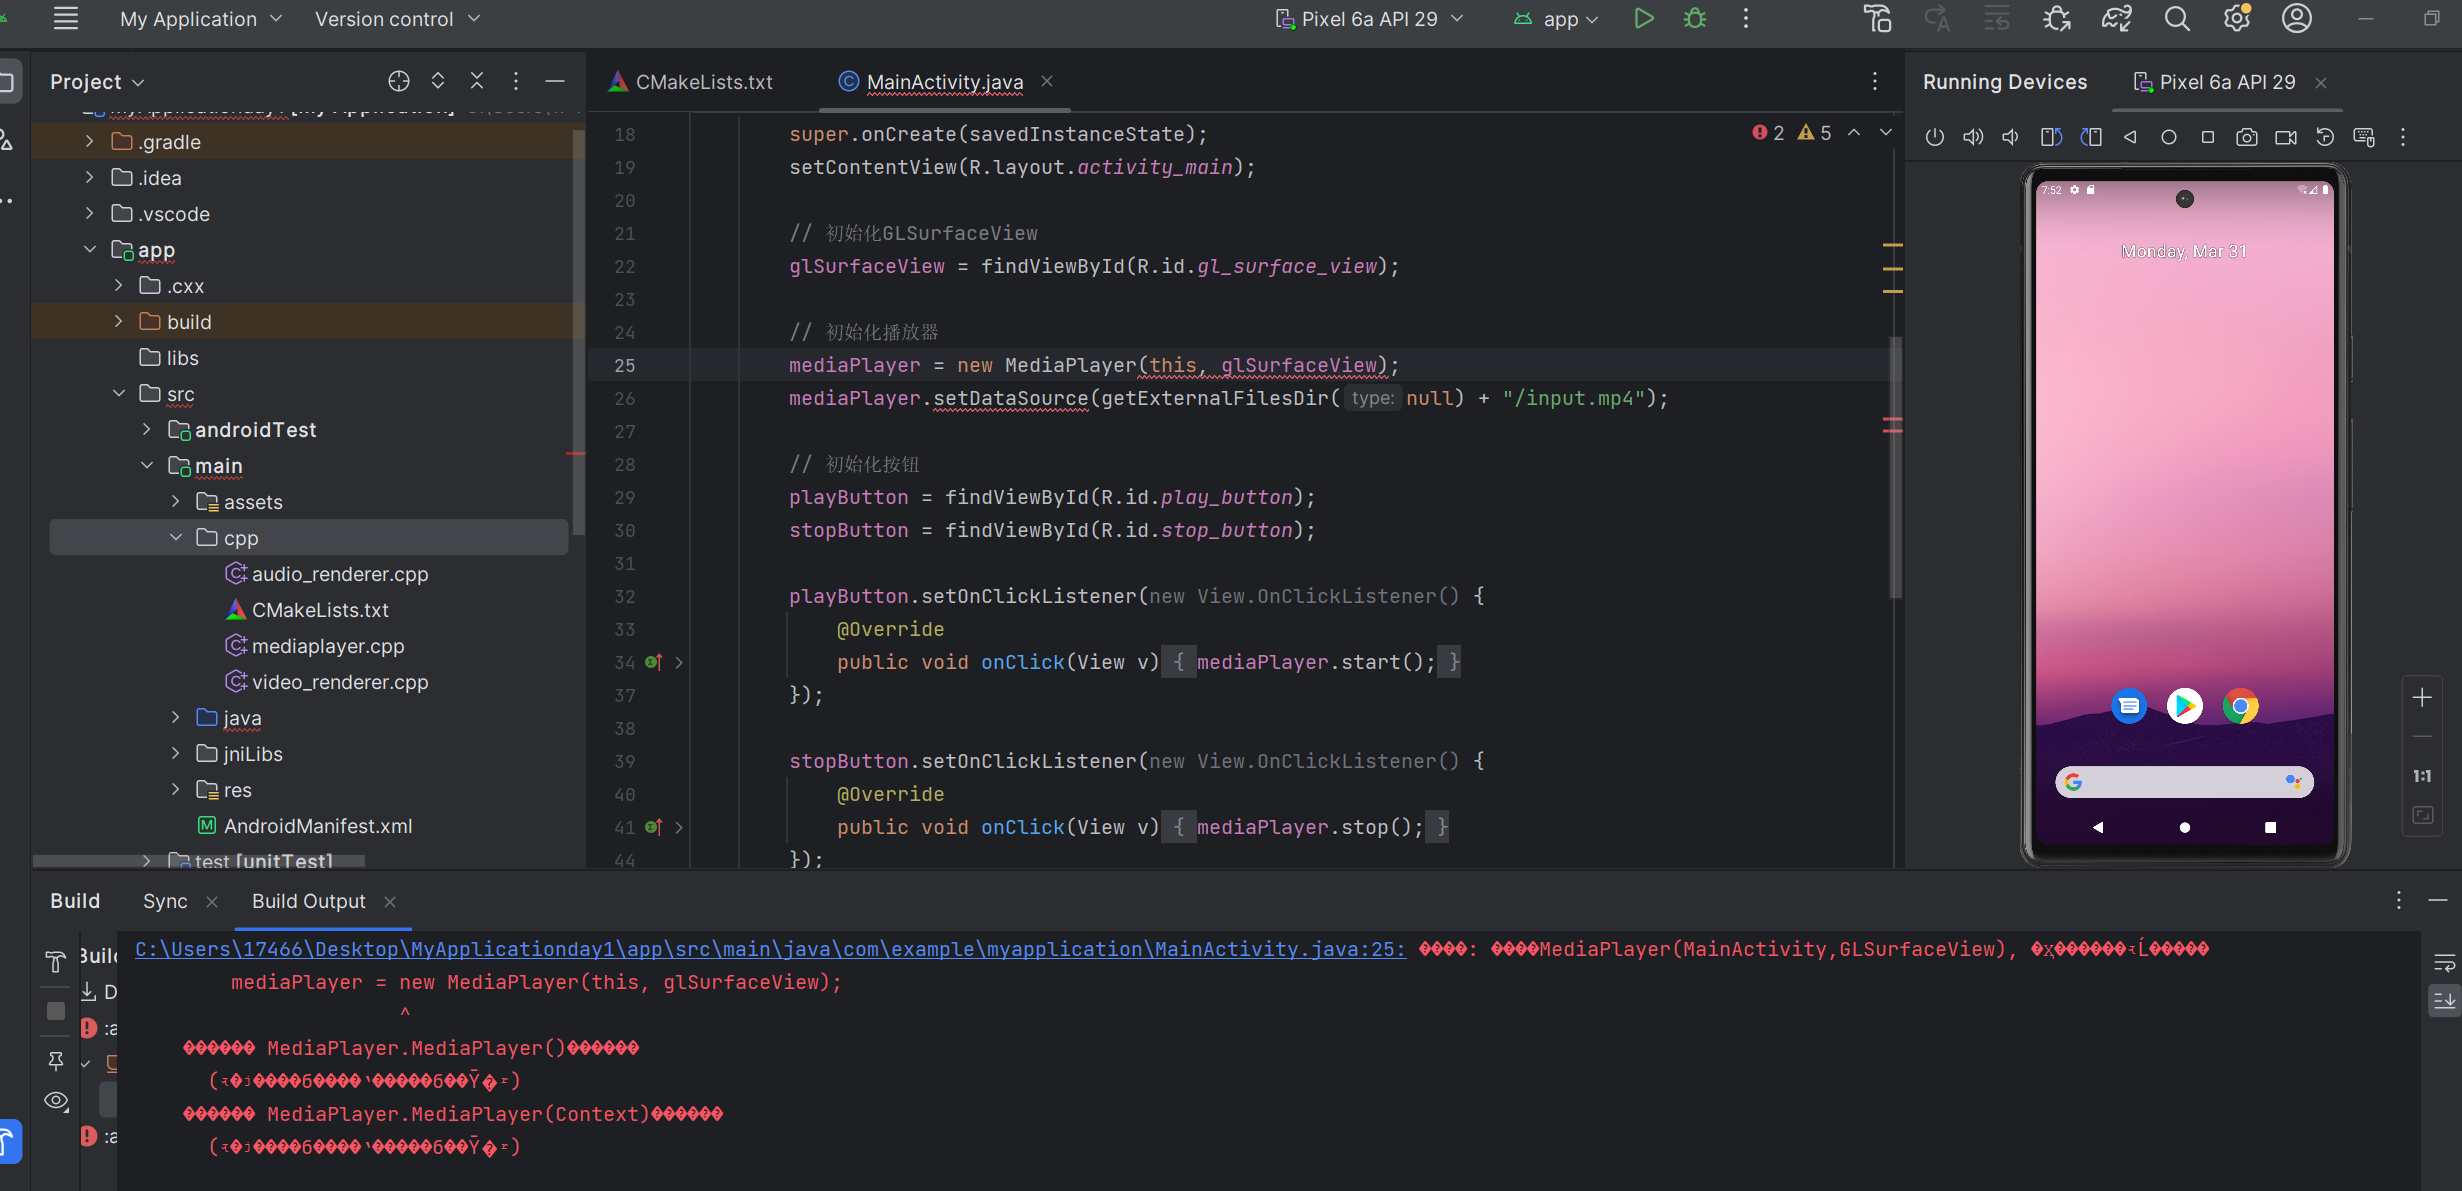 My Application Version control Pixel 6a API 29 app
Project
CMakeLists.txt MainActivity.java
Running Devices Pixel 6a API 29
.gradle
.idea
.vscode
app
.cxx
build
libs
src
androidTest
main
assets
cpp
audio_renderer.cpp
CMakeLists.txt
mediaplayer.cpp
video_renderer.cpp
java
jniLibs
res
AndroidManifest.xml
test [unitTest]
2 5
18 super.onCreate(savedInstanceState);
19 setContentView(R.layout.activity_main);
20
21 // 初始化GLSurfaceView
22 glSurfaceView = findViewById(R.id.gl_surface_view);
23
24 // 初始化播放器
25 mediaPlayer = new MediaPlayer(this, glSurfaceView);
26 mediaPlayer.setDataSource(getExternalFilesDir( type: null) + "/input.mp4");
27
28 // 初始化按钮
29 playButton = findViewById(R.id.play_button);
30 stopButton = findViewById(R.id.stop_button);
31
32 playButton.setOnClickListener(new View.OnClickListener() {
33 @Override
34 public void onClick(View v) { mediaPlayer.start(); }
37 });
38
39 stopButton.setOnClickListener(new View.OnClickListener() {
40 @Override
41 public void onClick(View v) { mediaPlayer.stop(); }
44 });
7:52
Monday, Mar 31
1:1
Build Sync Build Output
C:\Users\17466\Desktop\MyApplicationday1\app\src\main\java\com\example\myapplication\MainActivity.java:25: ����: ����MediaPlayer(MainActivity,GLSurfaceView),
mediaPlayer = new MediaPlayer(this, glSurfaceView);
^
������ MediaPlayer.MediaPlayer()������
������ MediaPlayer.MediaPlayer(Context)������